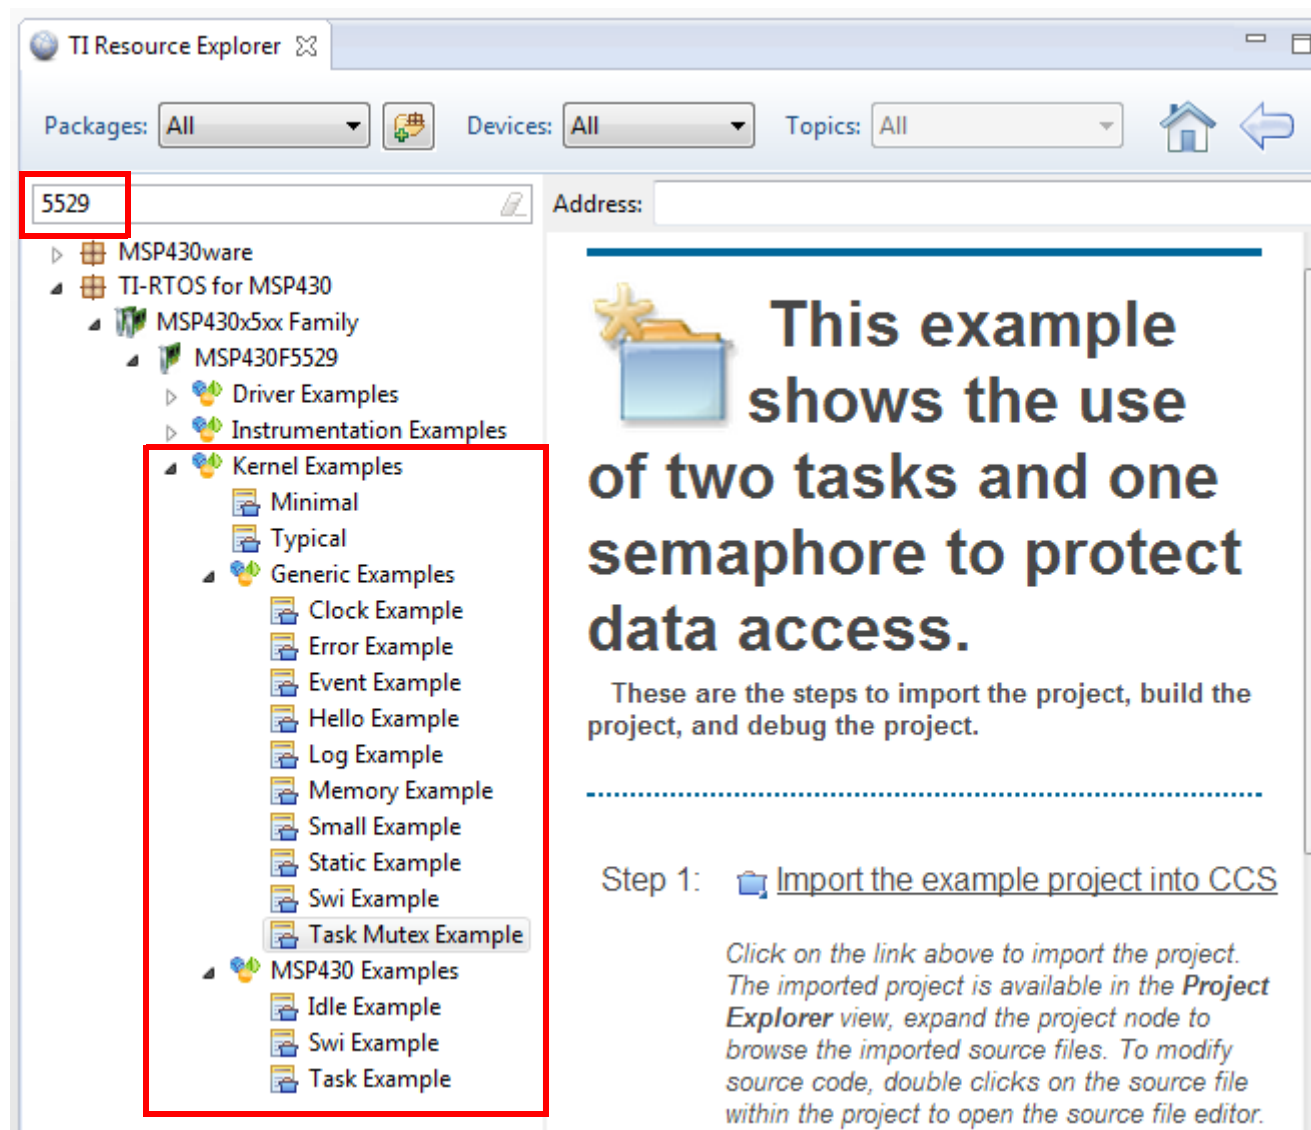 TI Resource Explorer
Packages: All Devices: All Topics: All
5529
Address:
MSP430ware
TI-RTOS for MSP430
MSP430x5xx Family
MSP430F5529
Driver Examples
Instrumentation Examples
Kernel Examples
Minimal
Typical
Generic Examples
Clock Example
Error Example
Event Example
Hello Example
Log Example
Memory Example
Small Example
Static Example
Swi Example
Task Mutex Example
MSP430 Examples
Idle Example
Swi Example
Task Example
This example
shows the use
of two tasks and one
semaphore to protect
data access.
These are the steps to import the project, build the
project, and debug the project.
Step 1: Import the example project into CCS
Click on the link above to import the project.
The imported project is available in the Project
Explorer view, expand the project node to
browse the imported source files. To modify
source code, double clicks on the source file
within the project to open the source file editor.